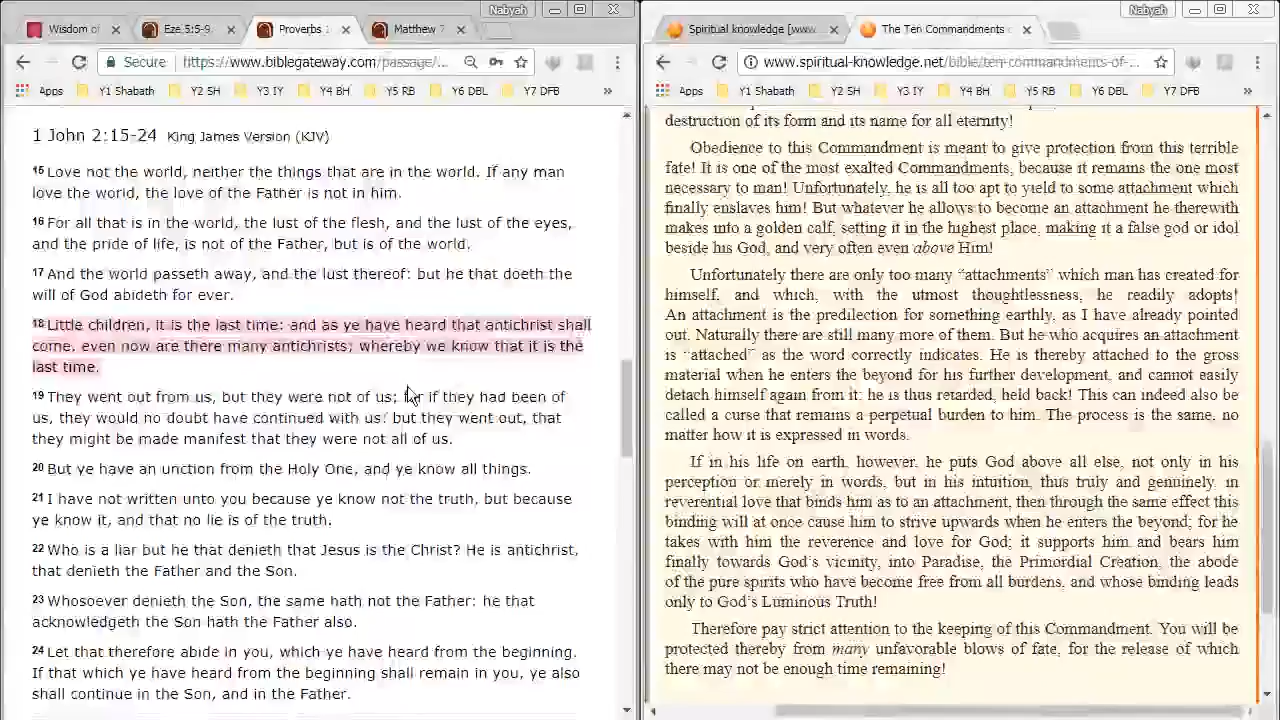 Nabyah
Wisdom o
Eze 5:5-9
Proverbs 1
Matthew 7
Secure
https://www.biblegateway.com/passage/...
Apps Y1 Shabath Y2 SH Y3 IY Y4 BH Y5 RB Y6 DBL Y7 DFB »
1 John 2:15-24 King James Version (KJV)
15 Love not the world, neither the things that are in the world. If any man
love the world, the love of the Father is not in him.
16 For all that is in the world, the lust of the flesh, and the lust of the eyes,
and the pride of life, is not of the Father, but is of the world.
17 And the world passeth away, and the lust thereof: but he that doeth the
will of God abideth for ever.
18 Little children, it is the last time: and as ye have heard that antichrist shall
come, even now are there many antichrists; whereby we know that it is the
last time.
19 They went out from us, but they were not of us; for if they had been of
us, they would no doubt have continued with us: but they went out, that
they might be made manifest that they were not all of us.
20 But ye have an unction from the Holy One, and ye know all things.
21 I have not written unto you because ye know not the truth, but because
ye know it, and that no lie is of the truth.
22 Who is a liar but he that denieth that Jesus is the Christ? He is antichrist,
that denieth the Father and the Son.
23 Whosoever denieth the Son, the same hath not the Father: he that
acknowledgeth the Son hath the Father also.
24 Let that therefore abide in you, which ye have heard from the beginning.
If that which ye have heard from the beginning shall remain in you, ye also
shall continue in the Son, and in the Father.
Nabyah
Spiritual knowledge [www
The Ten Commandments
www.spiritual-knowledge.net/bible/ten-commandments-of-...
Apps Y1 Shabath Y2 SH Y3 IY Y4 BH Y5 RB Y6 DBL Y7 DFB
destruction of its form and its name for all eternity!
Obedience to this Commandment is meant to give protection from this terrible
fate! It is one of the most exalted Commandments, because it remains the one most
necessary to man! Unfortunately, he is all too apt to yield to some attachment which
finally enslaves him! But whatever he allows to become an attachment he therewith
makes into a golden calf, setting it in the highest place, making it a false god or idol
beside his God, and very often even above Him!
Unfortunately there are only too many “attachments” which man has created for
himself, and which, with the utmost thoughtlessness, he readily adopts!
An attachment is the predilection for something earthly, as I have already pointed
out. Naturally there are still many more of them. But he who acquires an attachment
is “attached” as the word correctly indicates. He is thereby attached to the gross
material when he enters the beyond for his further development, and cannot easily
detach himself again from it; he is thus retarded, held back! This can indeed also be
called a curse that remains a perpetual burden to him. The process is the same, no
matter how it is expressed in words.
If in his life on earth, however, he puts God above all else, not only in his
perception or merely in words, but in his intuition, thus truly and genuinely, in
reverential love that binds him as to an attachment, then through the same effect this
binding will at once cause him to strive upwards when he enters the beyond; for he
takes with him the reverence and love for God; it supports him and bears him
finally towards God's vicinity, into Paradise, the Primordial Creation, the abode
of the pure spirits who have become free from all burdens, and whose binding leads
only to God's Luminous Truth!
Therefore pay strict attention to the keeping of this Commandment. You will be
protected thereby from many unfavorable blows of fate, for the release of which
there may not be enough time remaining!